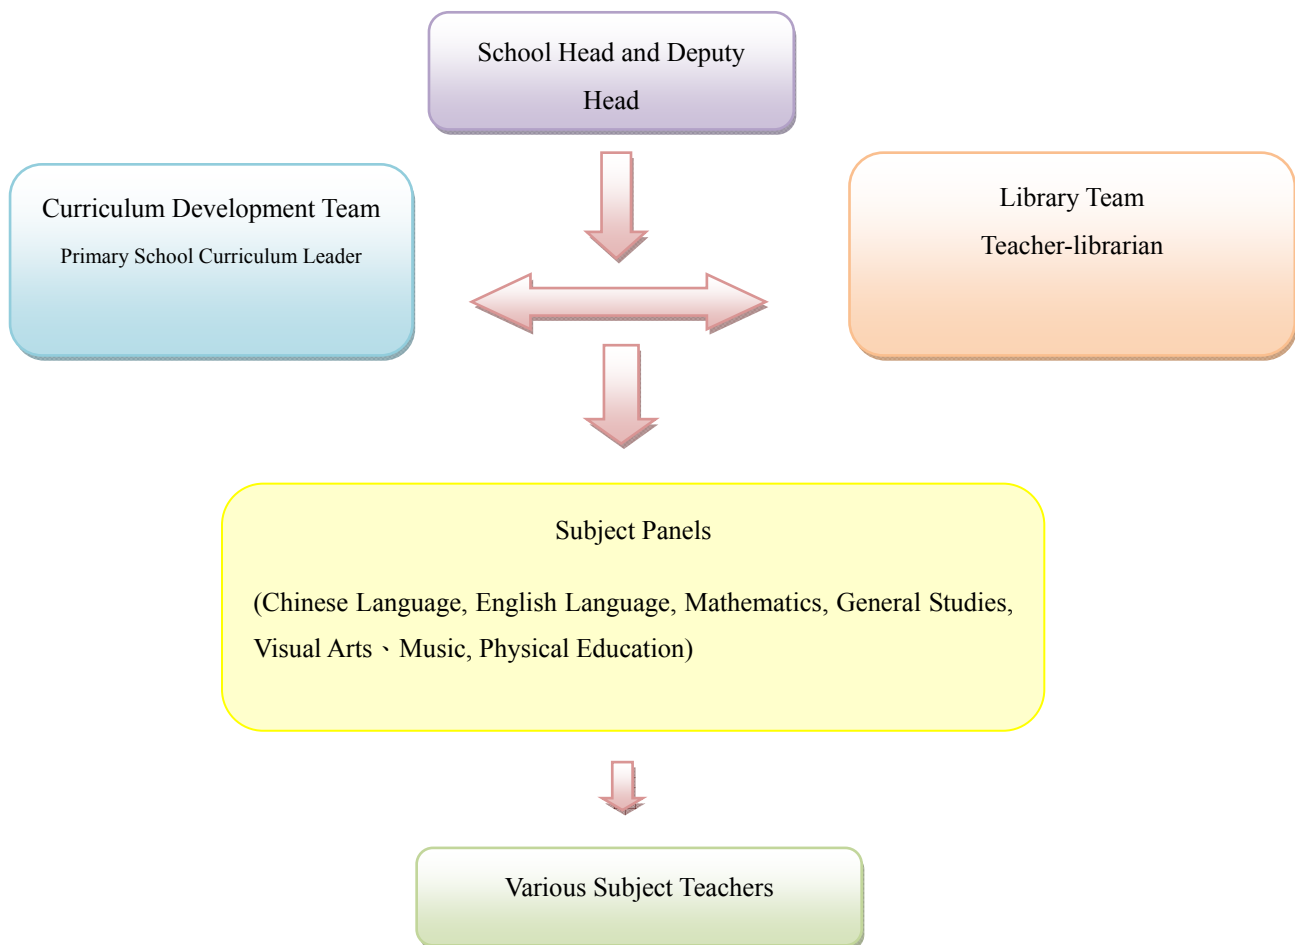 School Head and Deputy
Head
Curriculum Development Team
Primary School Curriculum Leader
Library Team
Teacher-librarian
Subject Panels
(Chinese Language, English Language, Mathematics, General Studies,
Visual Arts、Music, Physical Education)
Various Subject Teachers